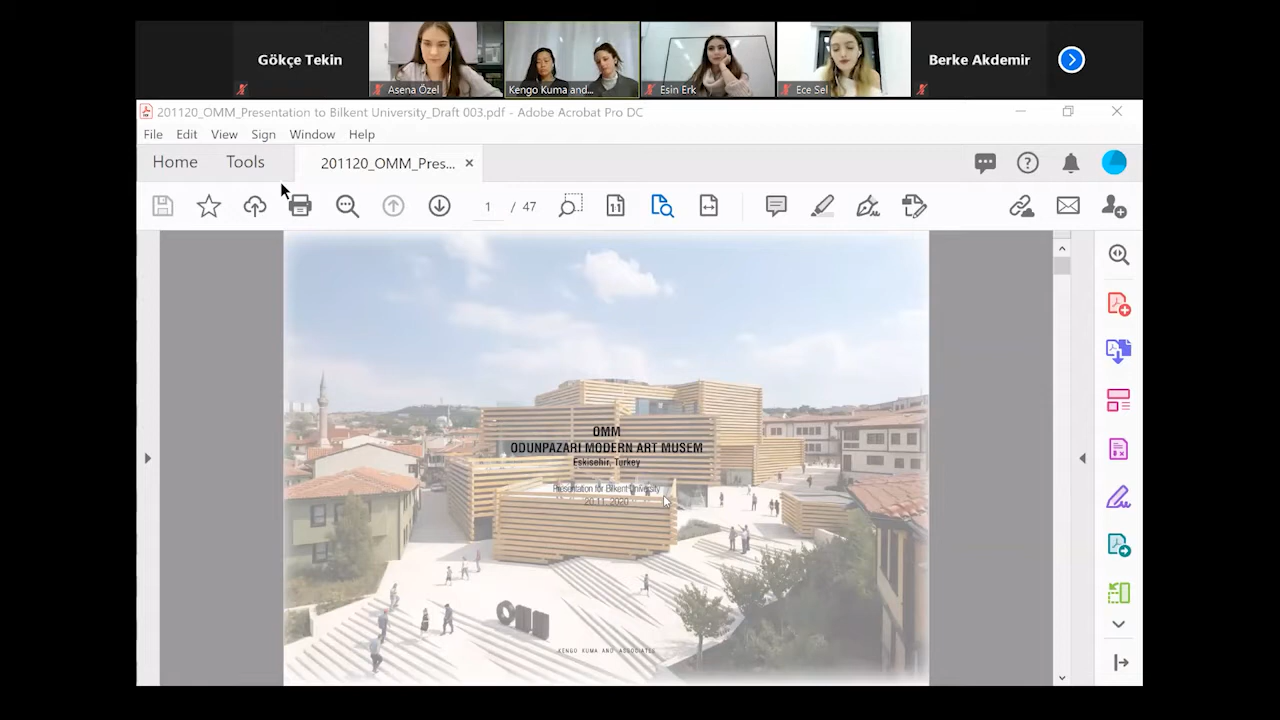 Gökçe Tekin
Asena Özel
Kengo Kuma and...
Esin Erk
Ece Sel
Berke Akdemir
201120_OMM_Presentation to Bilkent University_Draft 003.pdf - Adobe Acrobat Pro DC
File Edit View Sign Window Help
Home Tools 201120_OMM_Pres...
1 / 47
OMM
ODUNPAZARI MODERN ART MUSEM
Eskisehir, Turkey
Presentation for Bilkent University
20.11.2020
OMM
KENGO KUMA AND ASSOCIATES